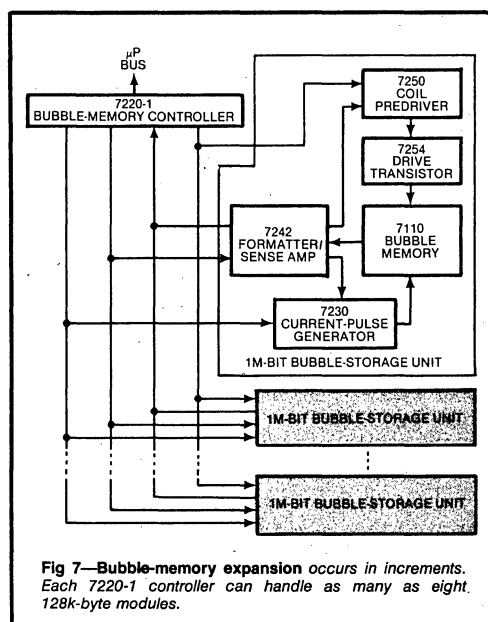 μP
BUS
7220-1
BUBBLE-MEMORY CONTROLLER
7250
COIL
PREDRIVER
7254
DRIVE
TRANSISTOR
7242
FORMATTER/
SENSE AMP
7110
BUBBLE
MEMORY
7230
CURRENT-PULSE
GENERATOR
1M-BIT BUBBLE-STORAGE UNIT
1M-BIT BUBBLE-STORAGE UNIT
1M-BIT BUBBLE-STORAGE UNIT
Fig 7—Bubble-memory expansion occurs in increments.
Each 7220-1 controller can handle as many as eight
128k-byte modules.